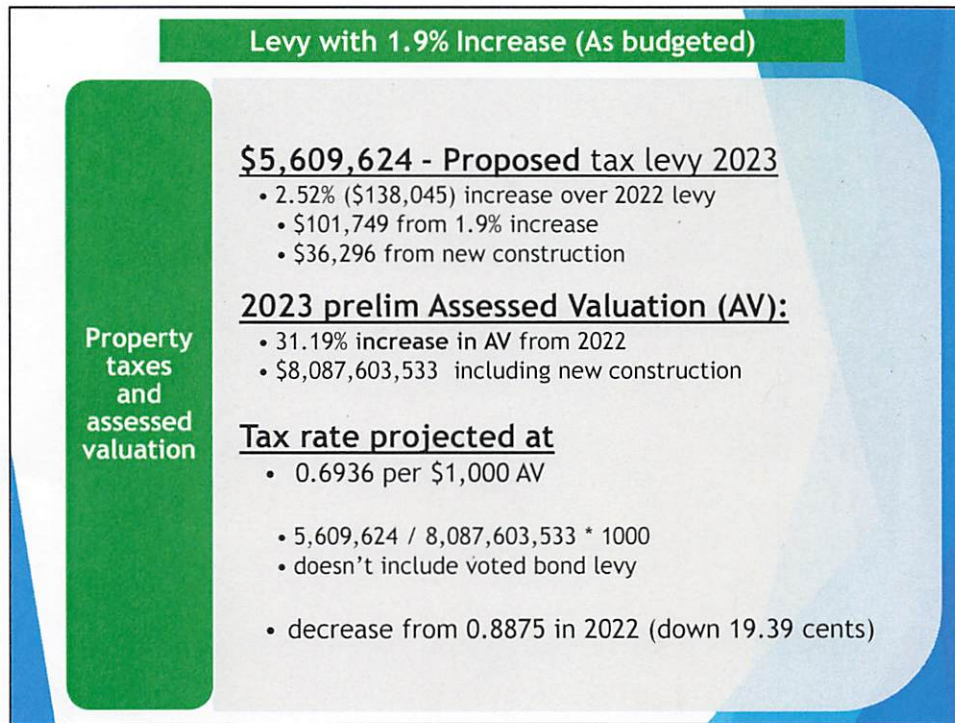 Levy with 1.9% Increase (As budgeted)
Property
taxes
and
assessed
valuation
$5,609,624 - Proposed tax levy 2023
• 2.52% ($138,045) increase over 2022 levy
• $101,749 from 1.9% increase
• $36,296 from new construction
2023 prelim Assessed Valuation (AV):
• 31.19% increase in AV from 2022
• $8,087,603,533 including new construction
Tax rate projected at
• 0.6936 per $1,000 AV
• 5,609,624 / 8,087,603,533 * 1000
• doesn't include voted bond levy
• decrease from 0.8875 in 2022 (down 19.39 cents)